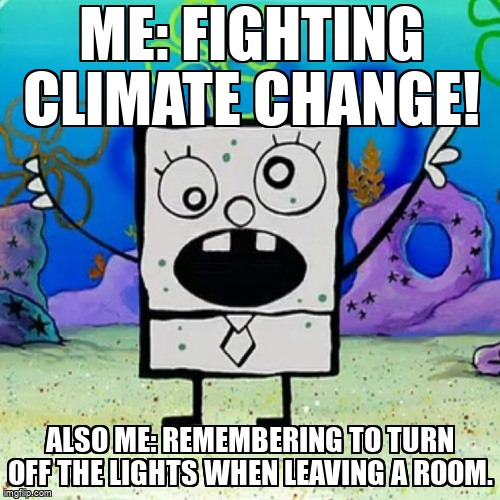 ME: FIGHTING
CLIMATE CHANGE!
ALSO ME: REMEMBERING TO TURN
OFF THE LIGHTS WHEN LEAVING A ROOM.
imgflip.com